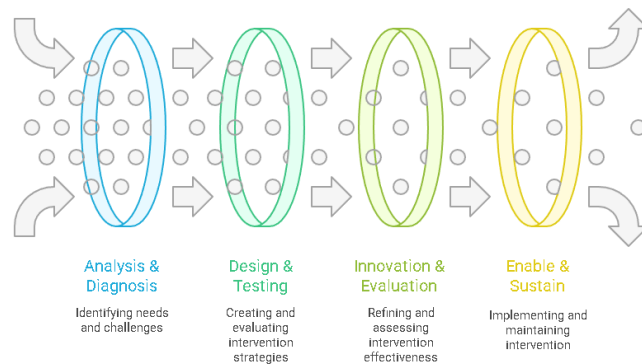 Analysis &
Diagnosis
Identifying needs
and challenges
Design &
Testing
Creating and
evaluating
intervention
strategies
Innovation &
Evaluation
Refining and
assessing
intervention
effectiveness
Enable &
Sustain
Implementing and
maintaining
intervention